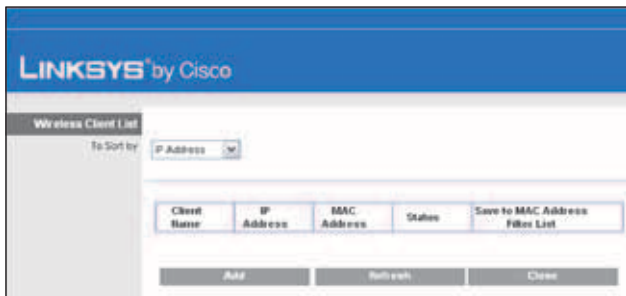 LINKSYS® by Cisco
Wireless Client List
To Sort by
IP Address
Client Name
IP Address
MAC Address
Status
Save to MAC Address Filter List
Add
Refresh
Close